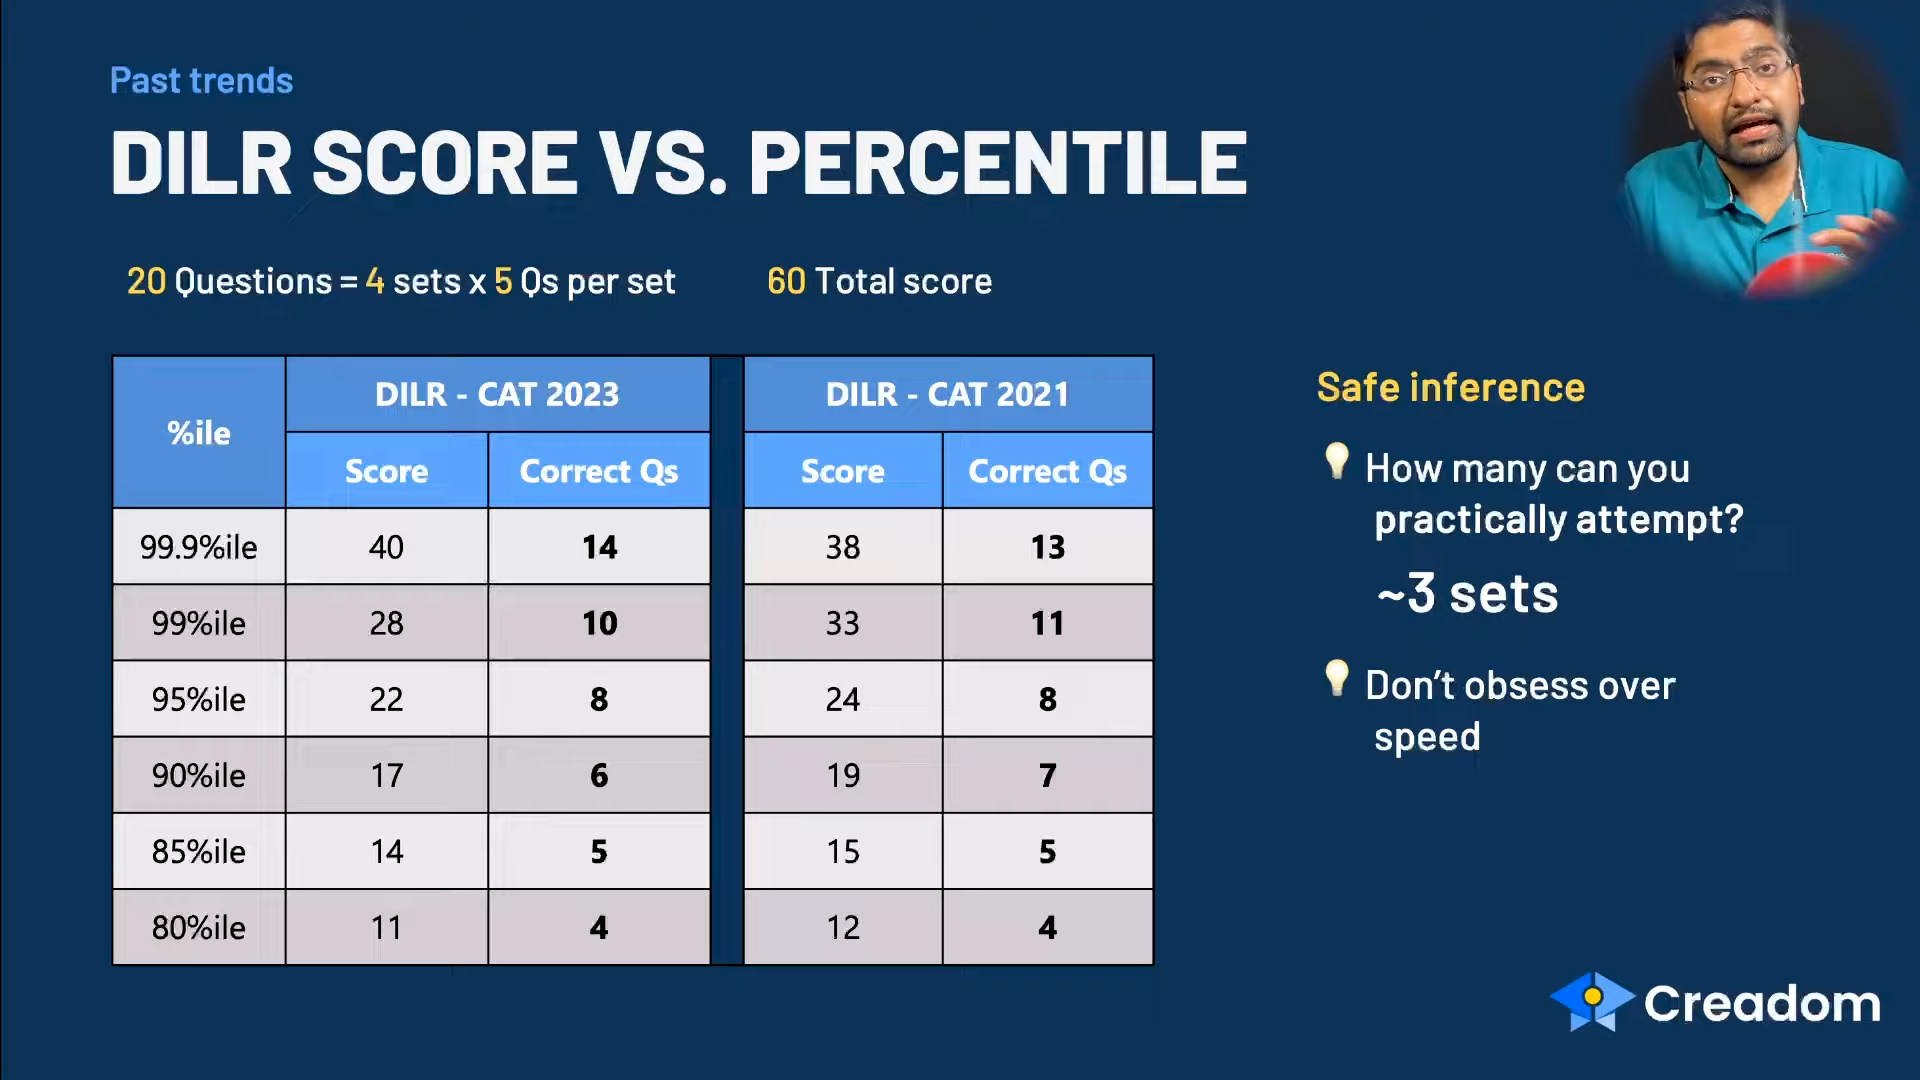 Past trends
DILR SCORE VS. PERCENTILE
20 Questions = 4 sets x 5 Qs per set 60 Total score
%ile DILR - CAT 2023 DILR - CAT 2021
Score Correct Qs Score Correct Qs
99.9%ile 40 14 38 13
99%ile 28 10 33 11
95%ile 22 8 24 8
90%ile 17 6 19 7
85%ile 14 5 15 5
80%ile 11 4 12 4
Safe inference
How many can you
practically attempt?
~3 sets
Don't obsess over
speed
Creadom